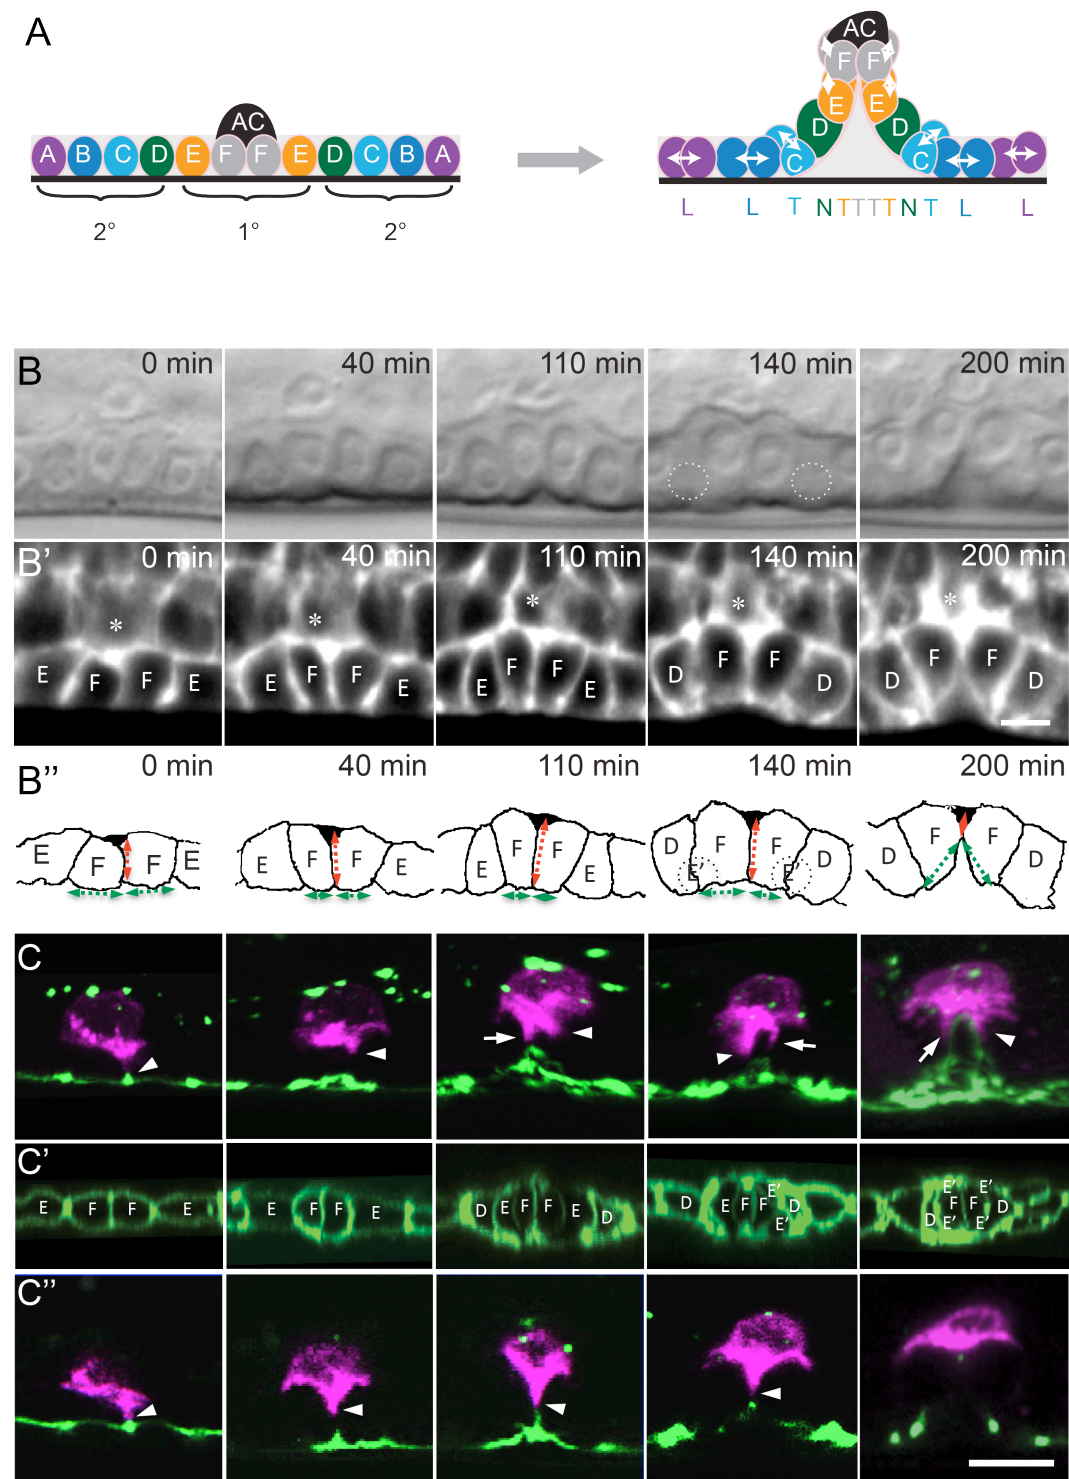 A
AC
A B C D E F F E D C B A
2° 1° 2°
AC
F F
E E
D D
C C
L L T N T T T T N T L L
B 0 min 40 min 110 min 140 min 200 min
B’ 0 min 40 min 110 min 140 min 200 min
* * * * *
E F F E E F F E E F F E D F F D D F F D
B’’ 0 min 40 min 110 min 140 min 200 min
E F F E E F F E E F F E D E F F E’ D D F F D
C
C’
E F F E E F F E D E F F E D D E F F E’ E’ D D E’ E’ F F E’ E’ D
C’’